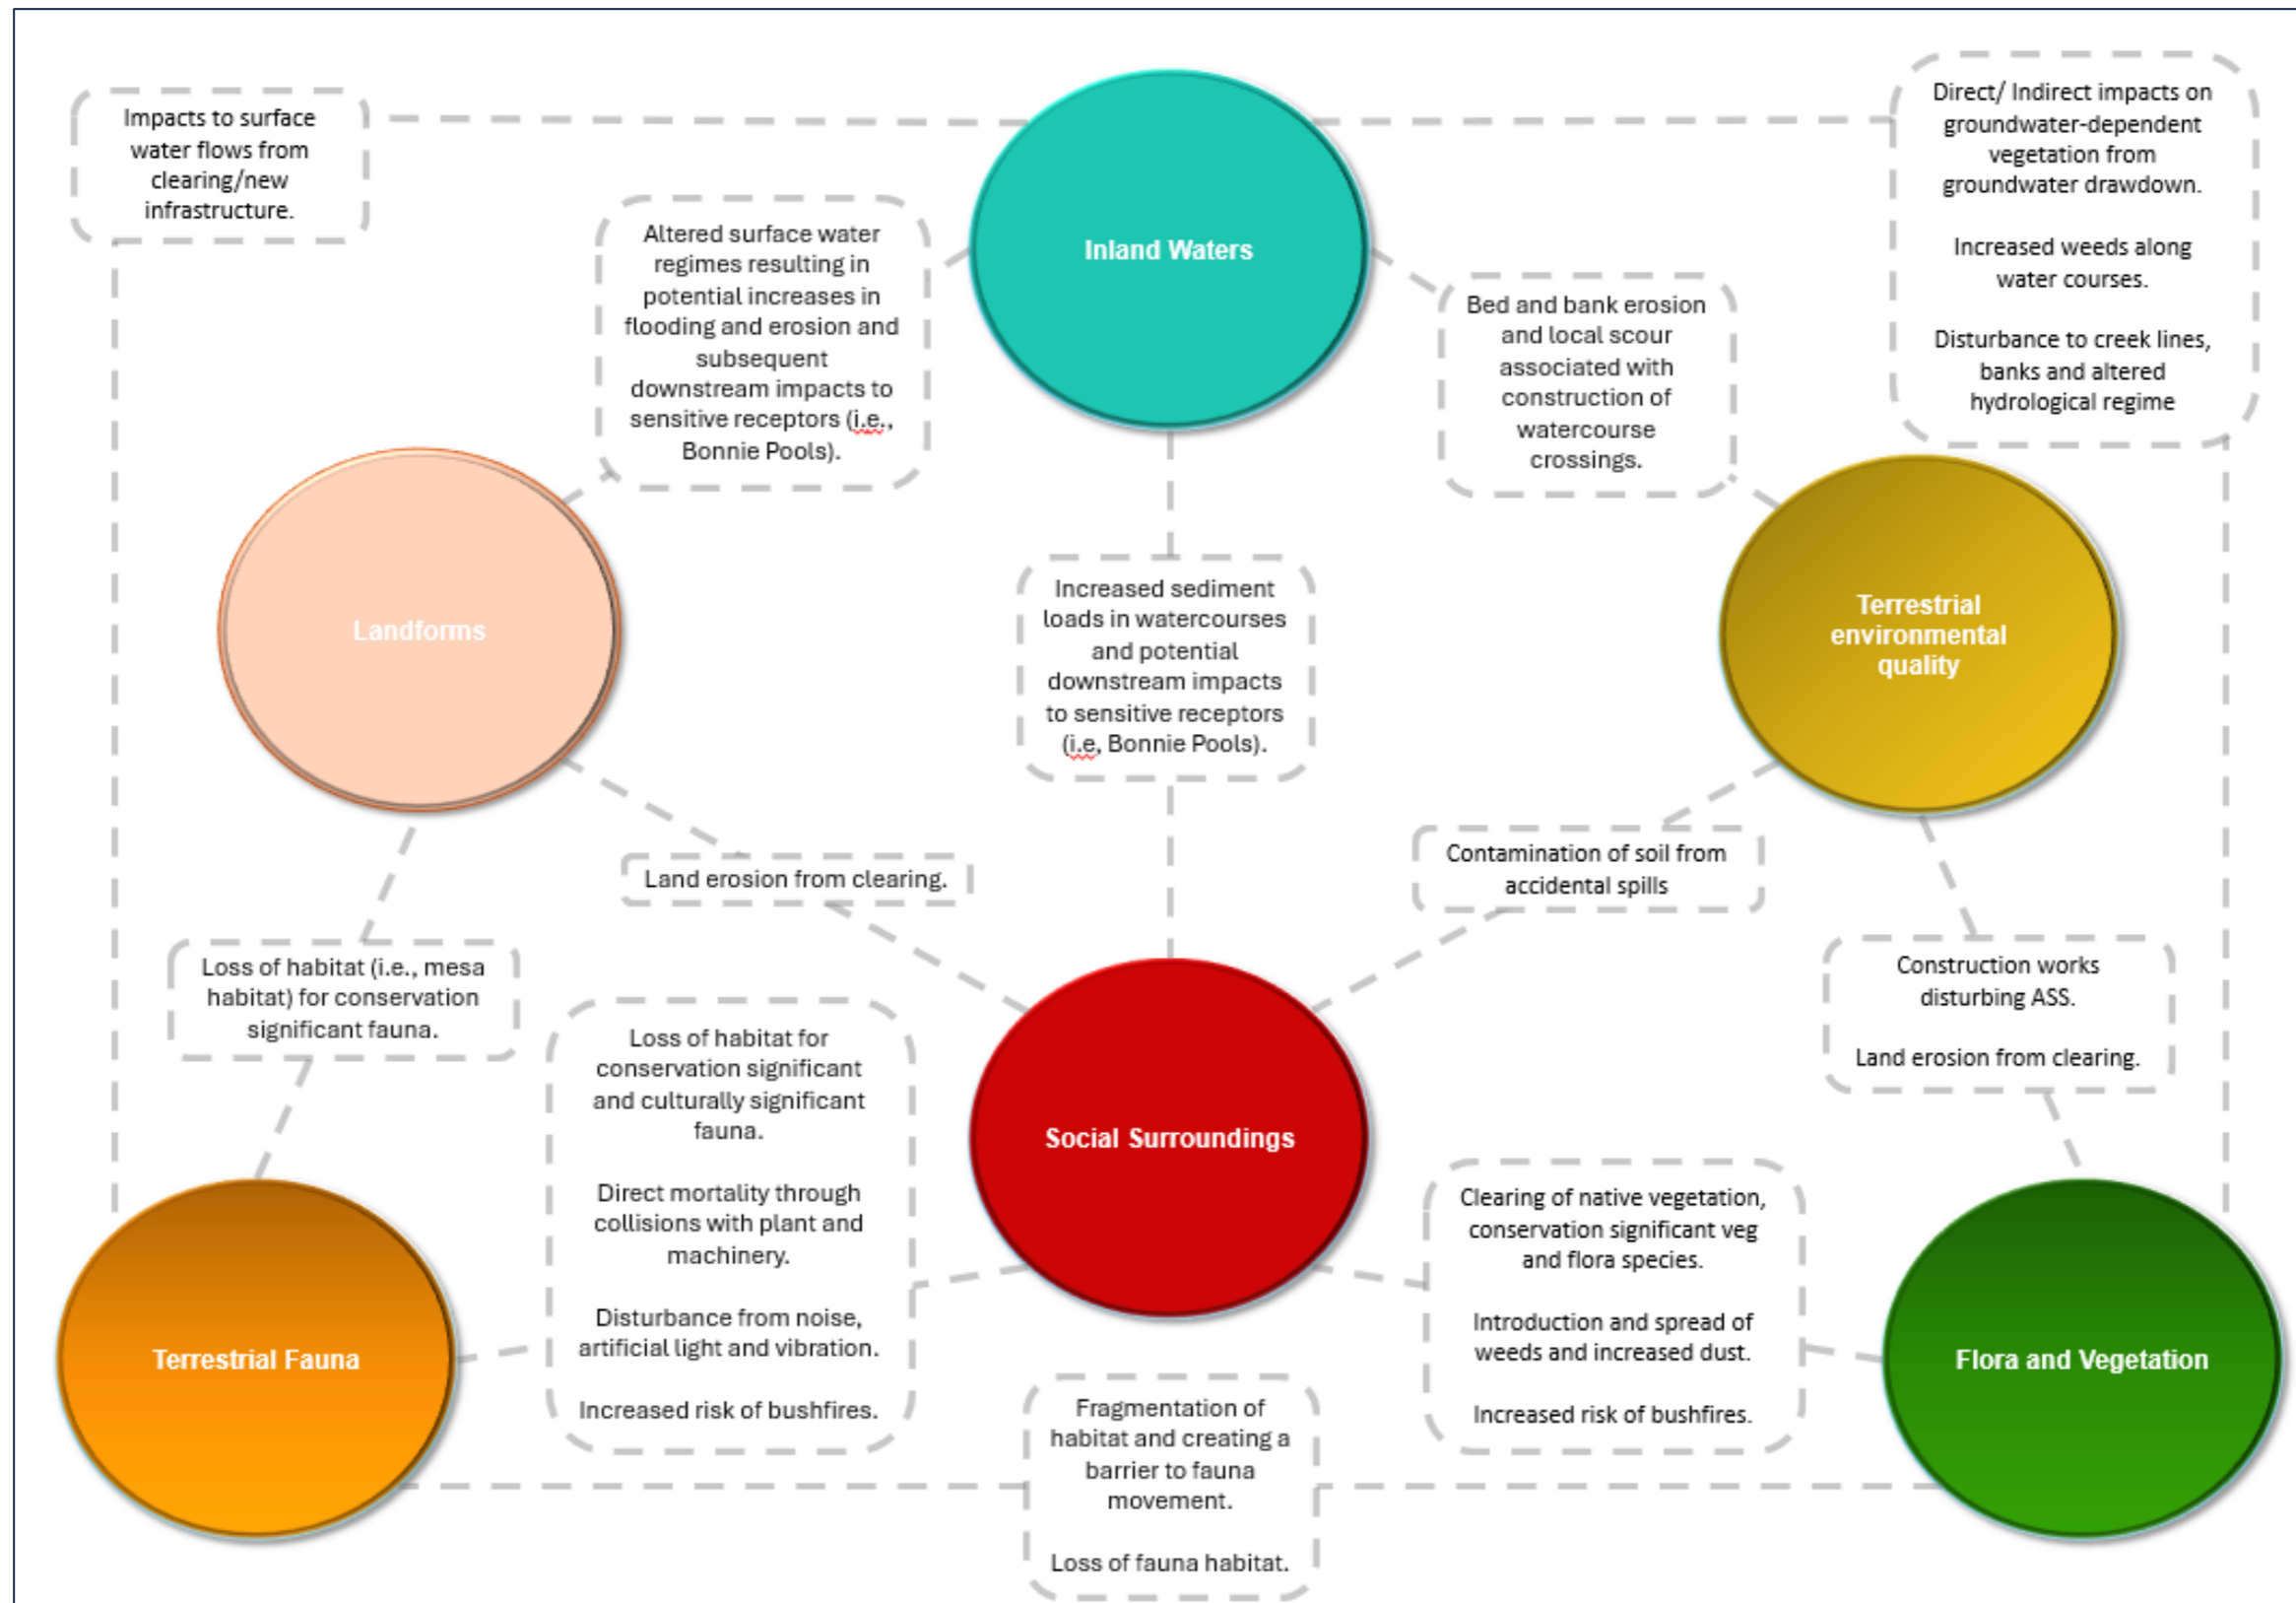 Impacts to surface
water flows from
clearing/new
infrastructure.
Inland Waters
Direct/ Indirect impacts on
groundwater-dependent
vegetation from
groundwater drawdown.
Increased weeds along
water courses.
Disturbance to creek lines,
banks and altered
hydrological regime
Altered surface water
regimes resulting in
potential increases in
flooding and erosion and
subsequent
downstream impacts to
sensitive receptors (i.e.,
Bonnie Pools).
Bed and bank erosion
and local scour
associated with
construction of
watercourse
crossings.
Landforms
Increased sediment
loads in watercourses
and potential
downstream impacts
to sensitive receptors
(i.e, Bonnie Pools).
Terrestrial
environmental
quality
Land erosion from clearing.
Contamination of soil from
accidental spills
Loss of habitat (i.e., mesa
habitat) for conservation
significant fauna.
Construction works
disturbing ASS.
Land erosion from clearing.
Loss of habitat for
conservation significant
and culturally significant
fauna.
Direct mortality through
collisions with plant and
machinery.
Disturbance from noise,
artificial light and vibration.
Increased risk of bushfires.
Social Surroundings
Clearing of native vegetation,
conservation significant veg
and flora species.
Introduction and spread of
weeds and increased dust.
Increased risk of bushfires.
Terrestrial Fauna
Flora and Vegetation
Fragmentation of
habitat and creating a
barrier to fauna
movement.
Loss of fauna habitat.